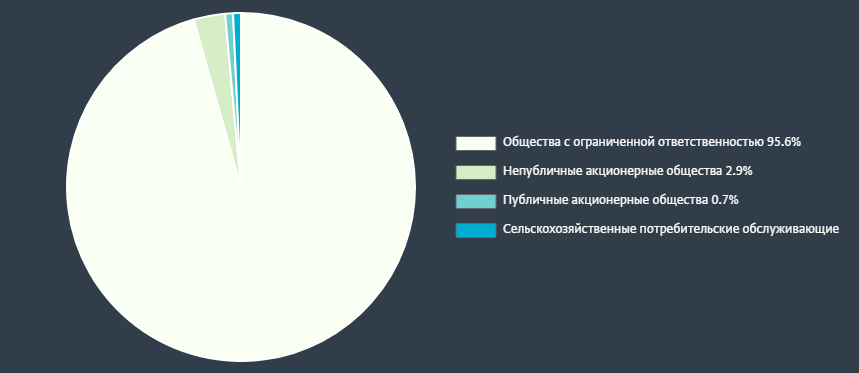 Общества с ограниченной ответственностью 95.6%
Непубличные акционерные общества 2.9%
Публичные акционерные общества 0.7%
Сельскохозяйственные потребительские обслуживающие